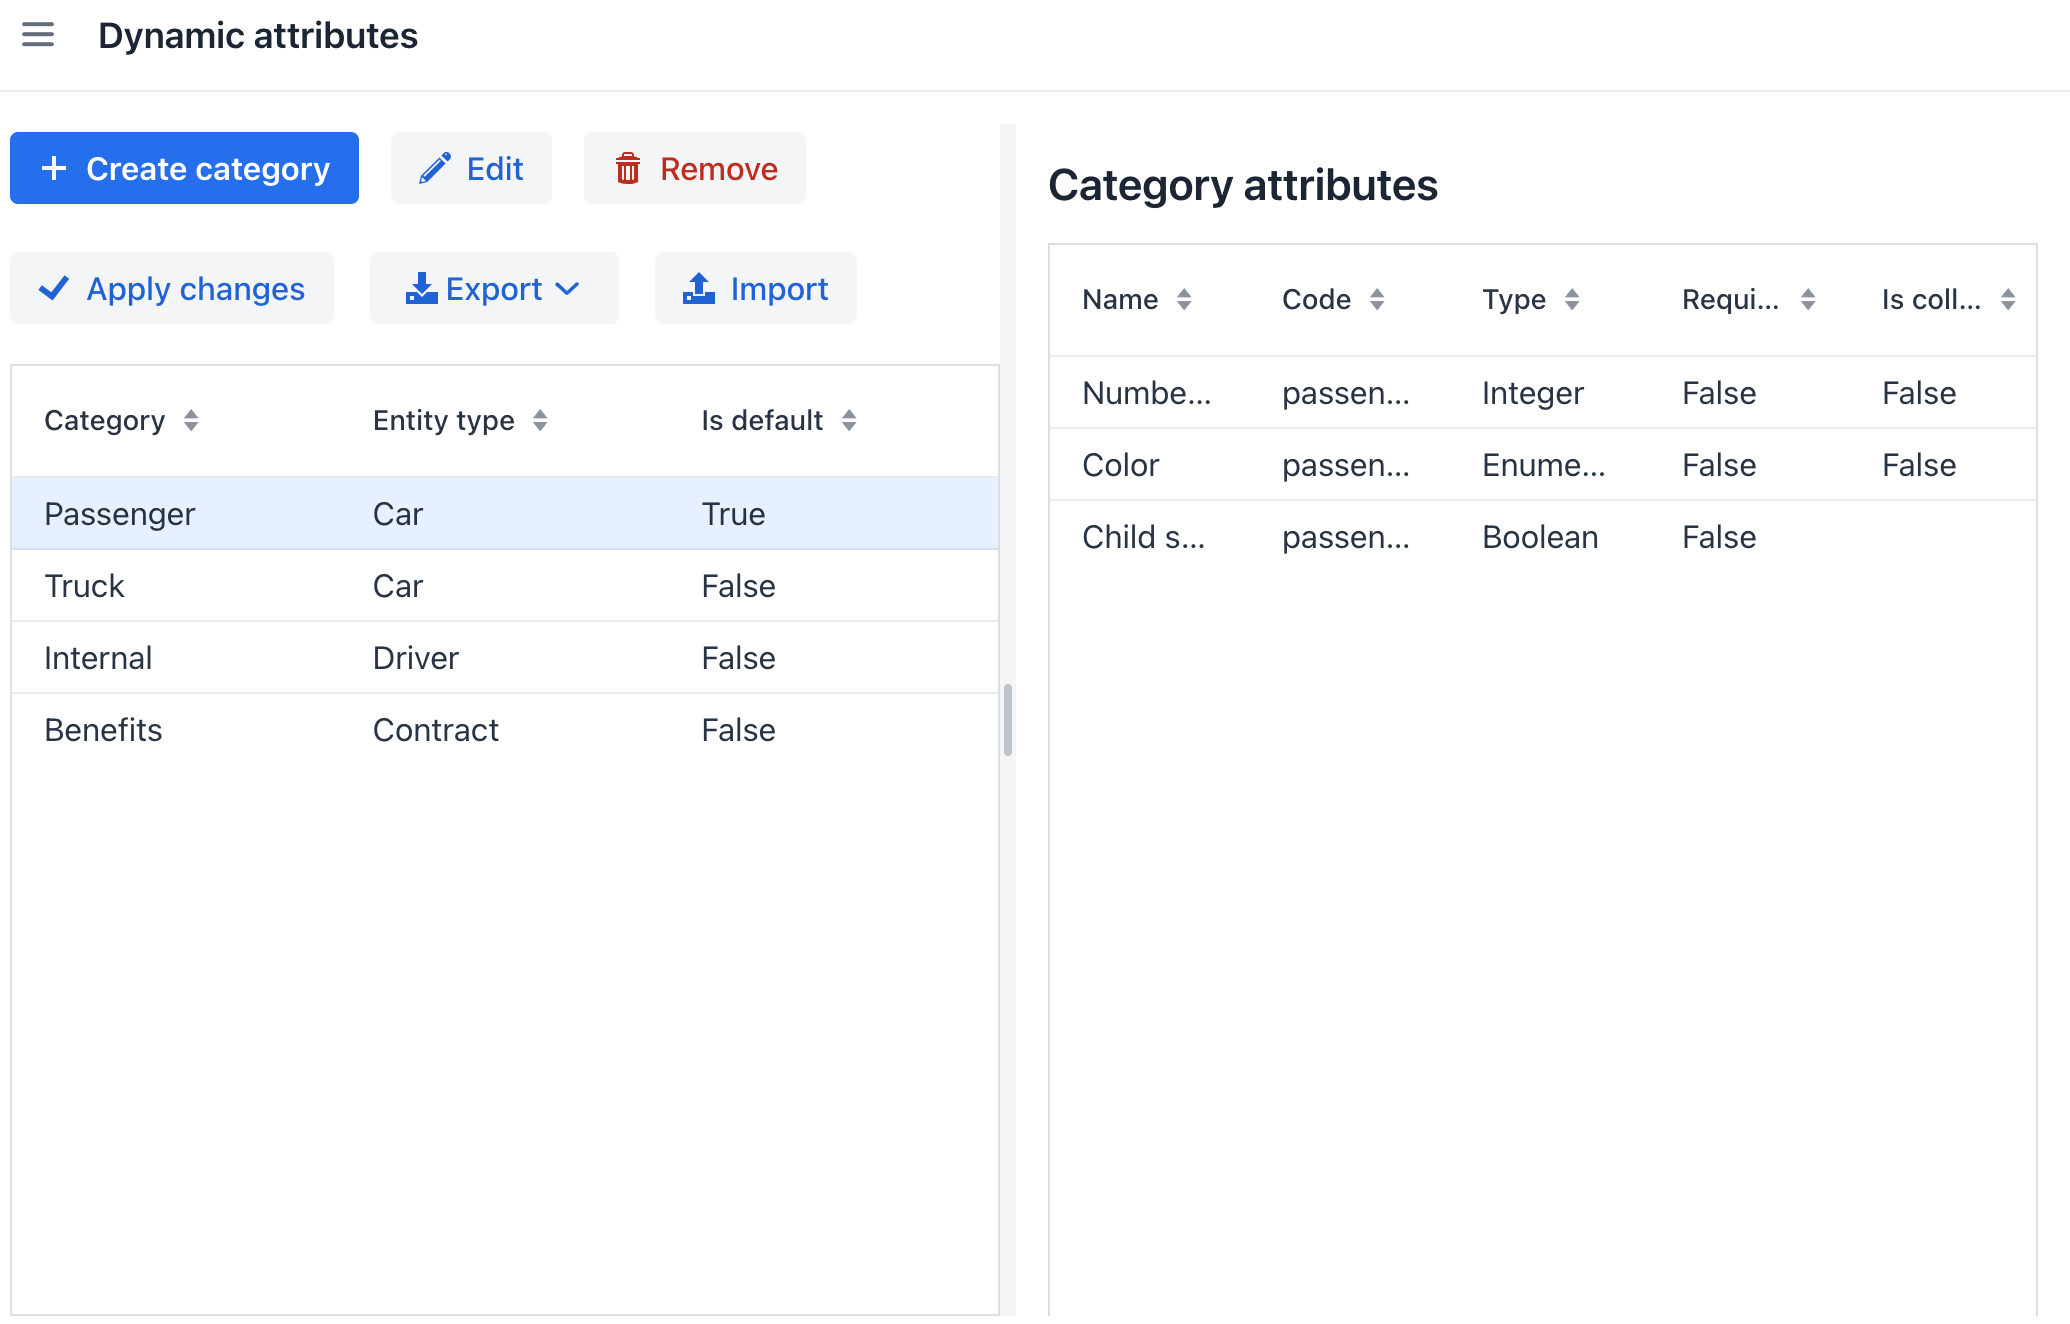 Dynamic attributes
Create category Edit Remove
Apply changes Export Import
Category Entity type Is default
Passenger Car True
Truck Car False
Internal Driver False
Benefits Contract False
Category attributes
Name Code Type Requi... Is coll...
Numbe... passen... Integer False False
Color passen... Enume... False False
Child s... passen... Boolean False